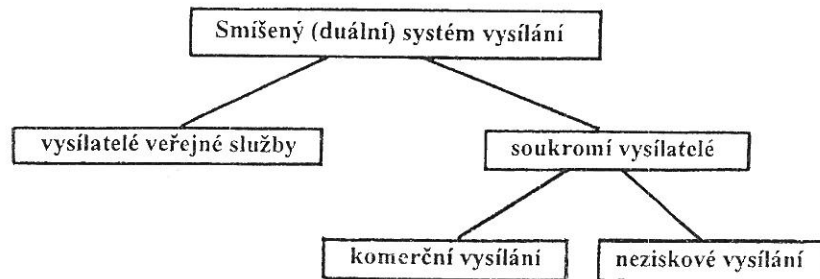 Smíšený (duální) systém vysílání
vysílatelé veřejné služby
soukromí vysílatelé
komerční vysílání
neziskové vysílání